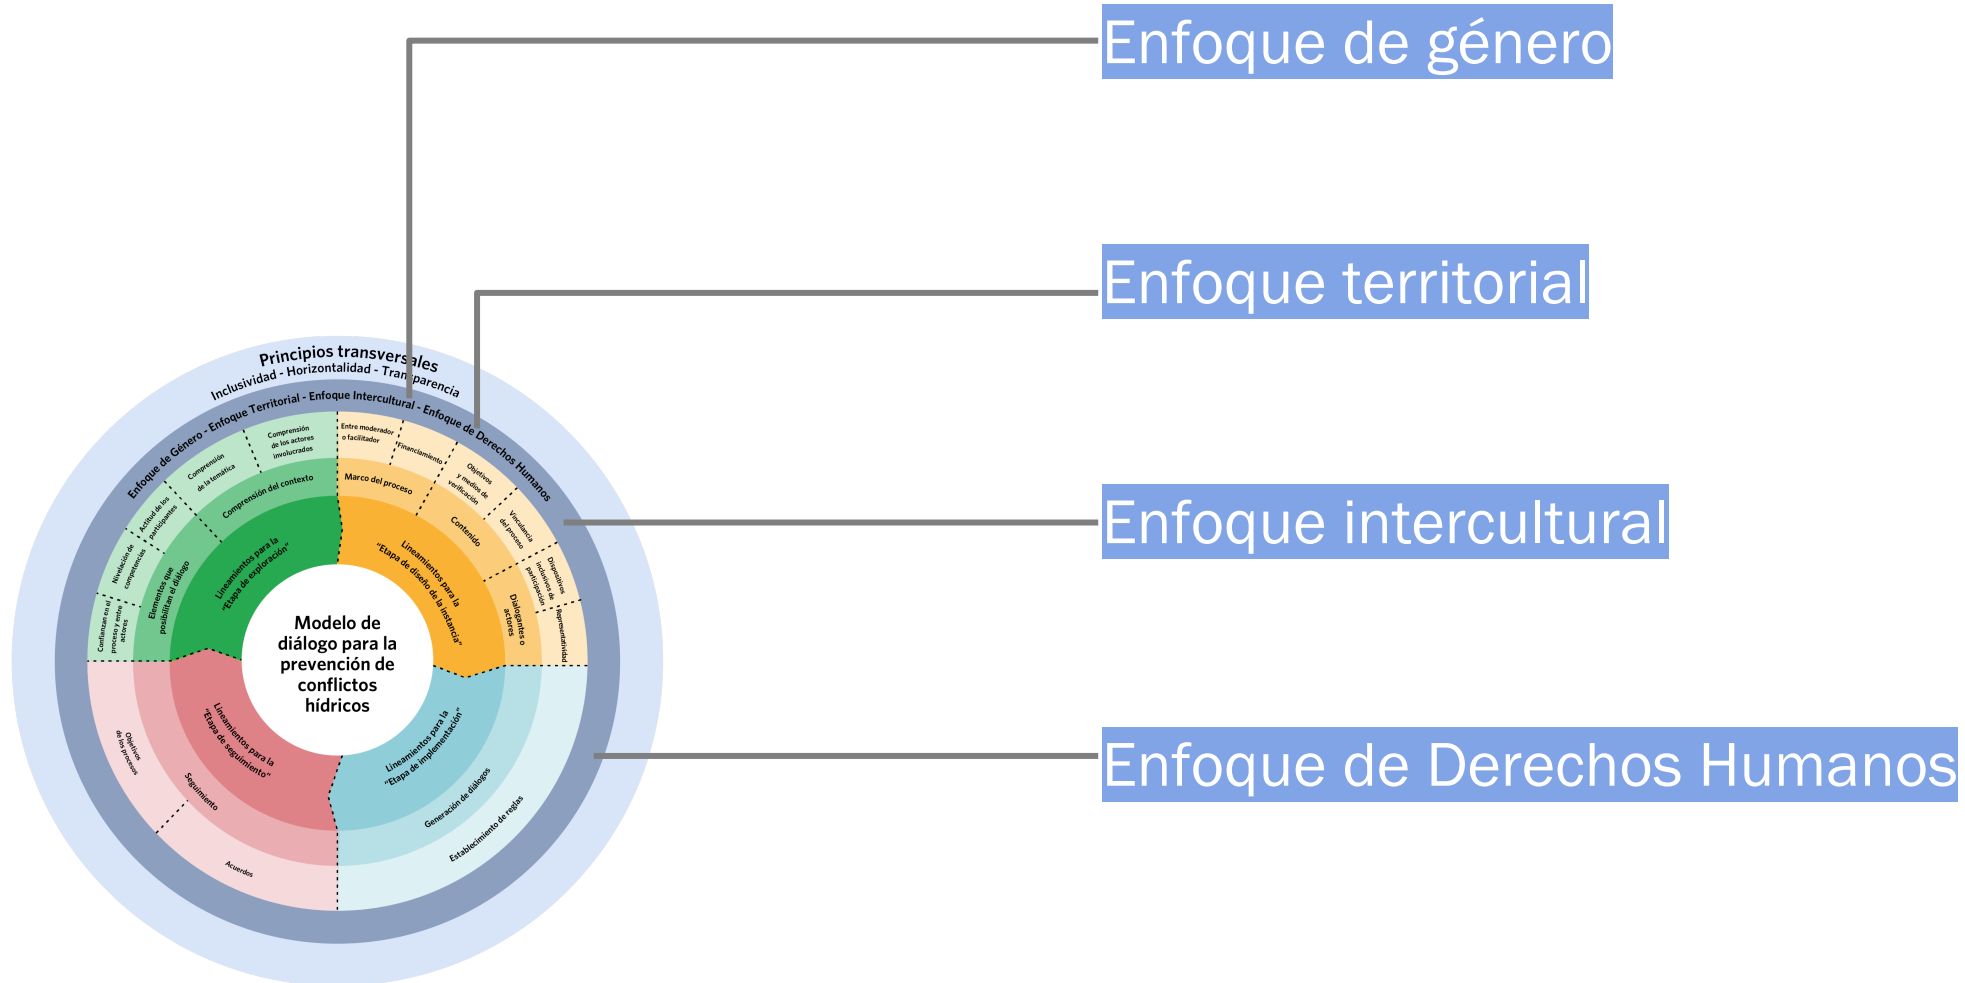 Enfoque de género
Enfoque territorial
Enfoque intercultural
Enfoque de Derechos Humanos
Principios transversales
Inclusividad - Horizontalidad - Transparencia
Enfoque de Género - Enfoque Territorial - Enfoque Intercultural - Enfoque de Derechos Humanos
Confianzan en el
proceso y entre
actores
Nivelación de
competencias
Actitud de los
participantes
Comprensión
de la temática
Comprensión
de los actores
involucrados
Entre moderador
o facilitador
Financiamiento
Objetivos
y medios de
verificación
Vinculancia
del proceso
Dispositivos
inclusivos de
participación
Representatividad
Elementos que
posibilitan el diálogo
Comprensión del contexto
Marco del proceso
Contenido
Dialogantes o
actores
Lineamientos para la
"Etapa de exploración"
Lineamientos para la
"Etapa de diseño de la instancia"
Modelo de
diálogo para la
prevención de
conflictos
hídricos
Lineamientos para la
"Etapa de seguimiento"
Lineamientos para la
"Etapa de implementación"
Objetivos
de los procesos
Seguimiento
Acuerdos
Generación de diálogos
Establecimiento de reglas